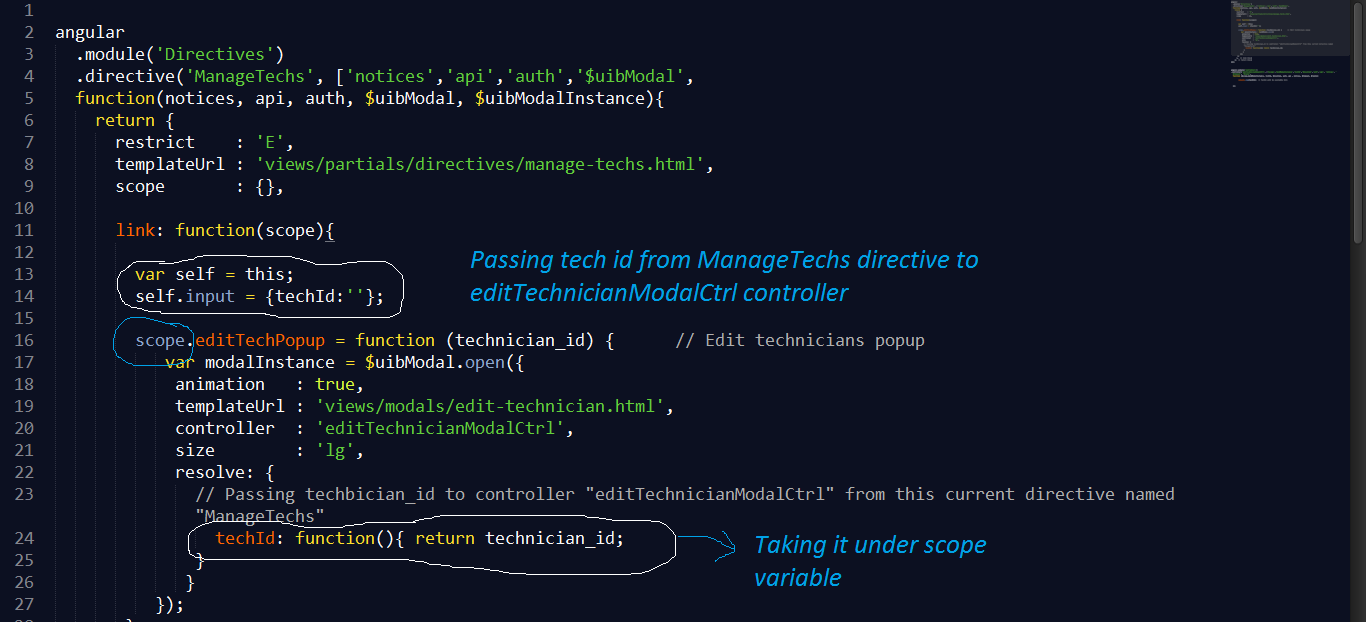 1
2 angular
3 .module('Directives')
4 .directive('ManageTechs', ['notices','api','auth','$uibModal',
5 function(notices, api, auth, $uibModal, $uibModalInstance){
6 return {
7 restrict : 'E',
8 templateUrl : 'views/partials/directives/manage-techs.html',
9 scope : {},
10
11 link: function(scope){
12
Passing tech id from ManageTechs directive to
editTechnicianModalCtrl controller
13 var self = this;
14 self.input = {techId:''};
15
16 scope.editTechPopup = function (technician_id) { // Edit technicians popup
17 var modalInstance = $uibModal.open({
18 animation : true,
19 templateUrl : 'views/modals/edit-technician.html',
20 controller : 'editTechnicianModalCtrl',
21 size : 'lg',
22 resolve: {
23 // Passing techbician_id to controller "editTechnicianModalCtrl" from this current directive named
"ManageTechs"
24 techId: function(){ return technician_id;
Taking it under scope
variable
25 }
26 }
27 });